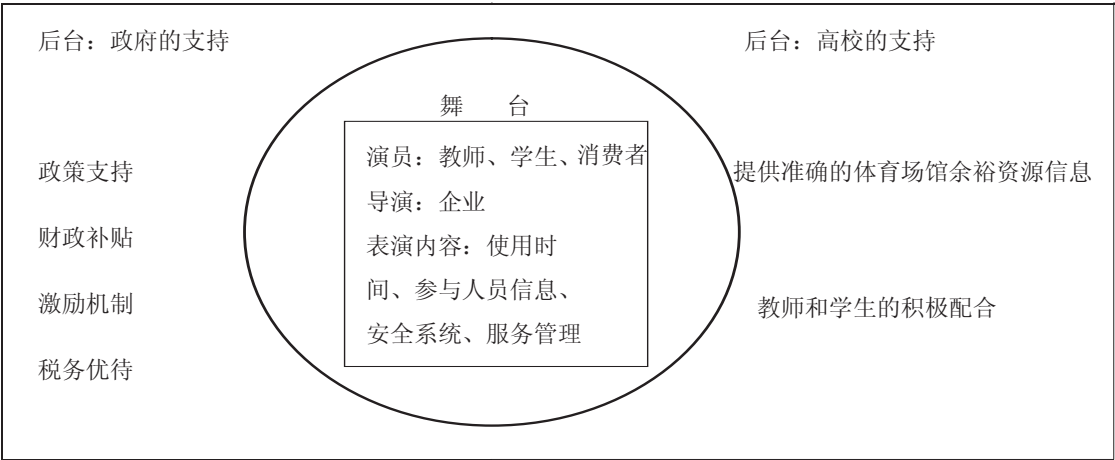 后台：政府的支持
政策支持
财政补贴
激励机制
税务优待
舞 台
演员：教师、学生、消费者
导演：企业
表演内容：使用时
间、参与人员信息、
安全系统、服务管理
后台：高校的支持
提供准确的体育场馆余裕资源信息
教师和学生的积极配合